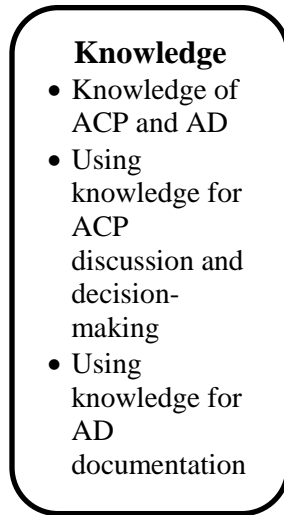 Knowledge
• Knowledge of
ACP and AD
• Using
knowledge for
ACP
discussion and
decision-
making
• Using
knowledge for
AD
documentation